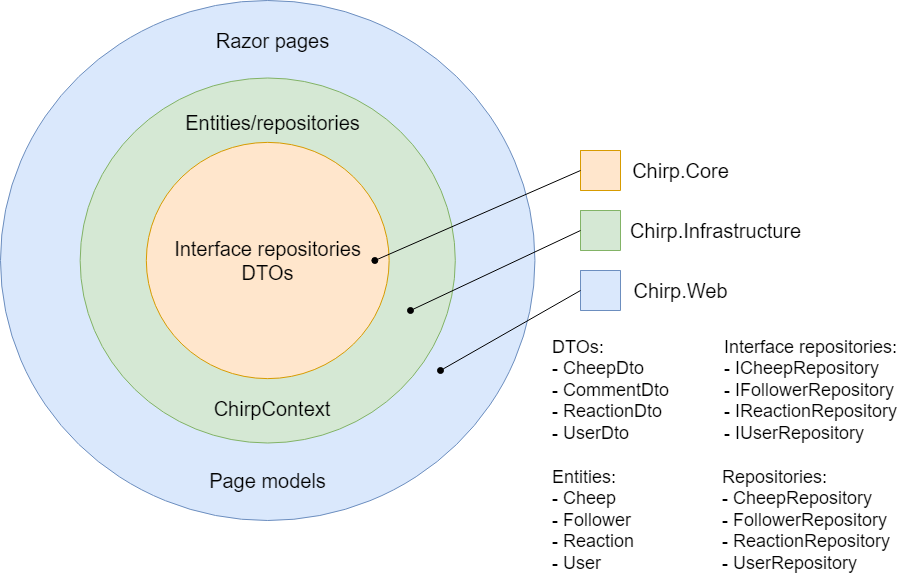 Razor pages
Entities/repositories
Interface repositories
DTOs
ChirpContext
Page models
Chirp.Core
Chirp.Infrastructure
Chirp.Web
DTOs:
- CheepDto
- CommentDto
- ReactionDto
- UserDto
Interface repositories:
- ICheepRepository
- IFollowerRepository
- IReactionRepository
- IUserRepository
Entities:
- Cheep
- Follower
- Reaction
- User
Repositories:
- CheepRepository
- FollowerRepository
- ReactionRepository
- UserRepository